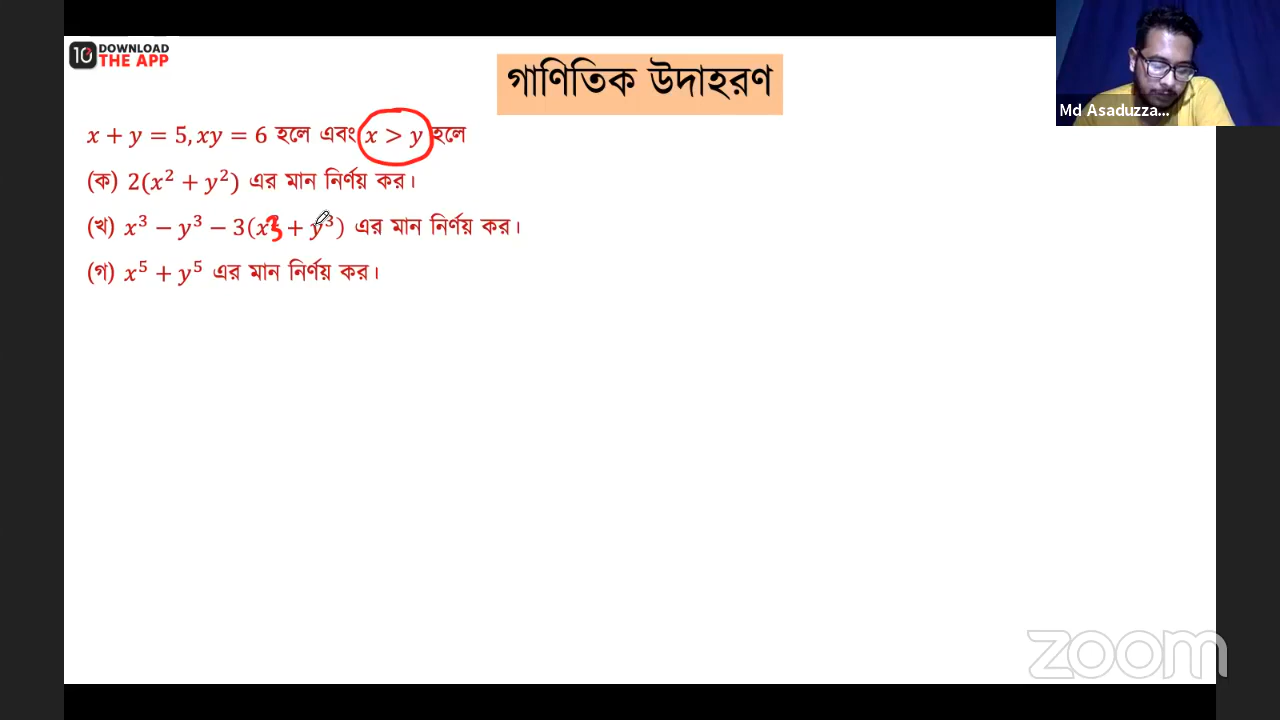 10 DOWNLOAD
THE APP
গাণিতিক উদাহরণ
Md Asaduzza...
x + y = 5, xy = 6 হলে এবং x > y হলে
(ক) 2(x² + y²) এর মান নির্ণয় কর।
(খ) x³ − y³ − 3(x³ + y³) এর মান নির্ণয় কর।
(গ) x⁵ + y⁵ এর মান নির্ণয় কর।
zoom